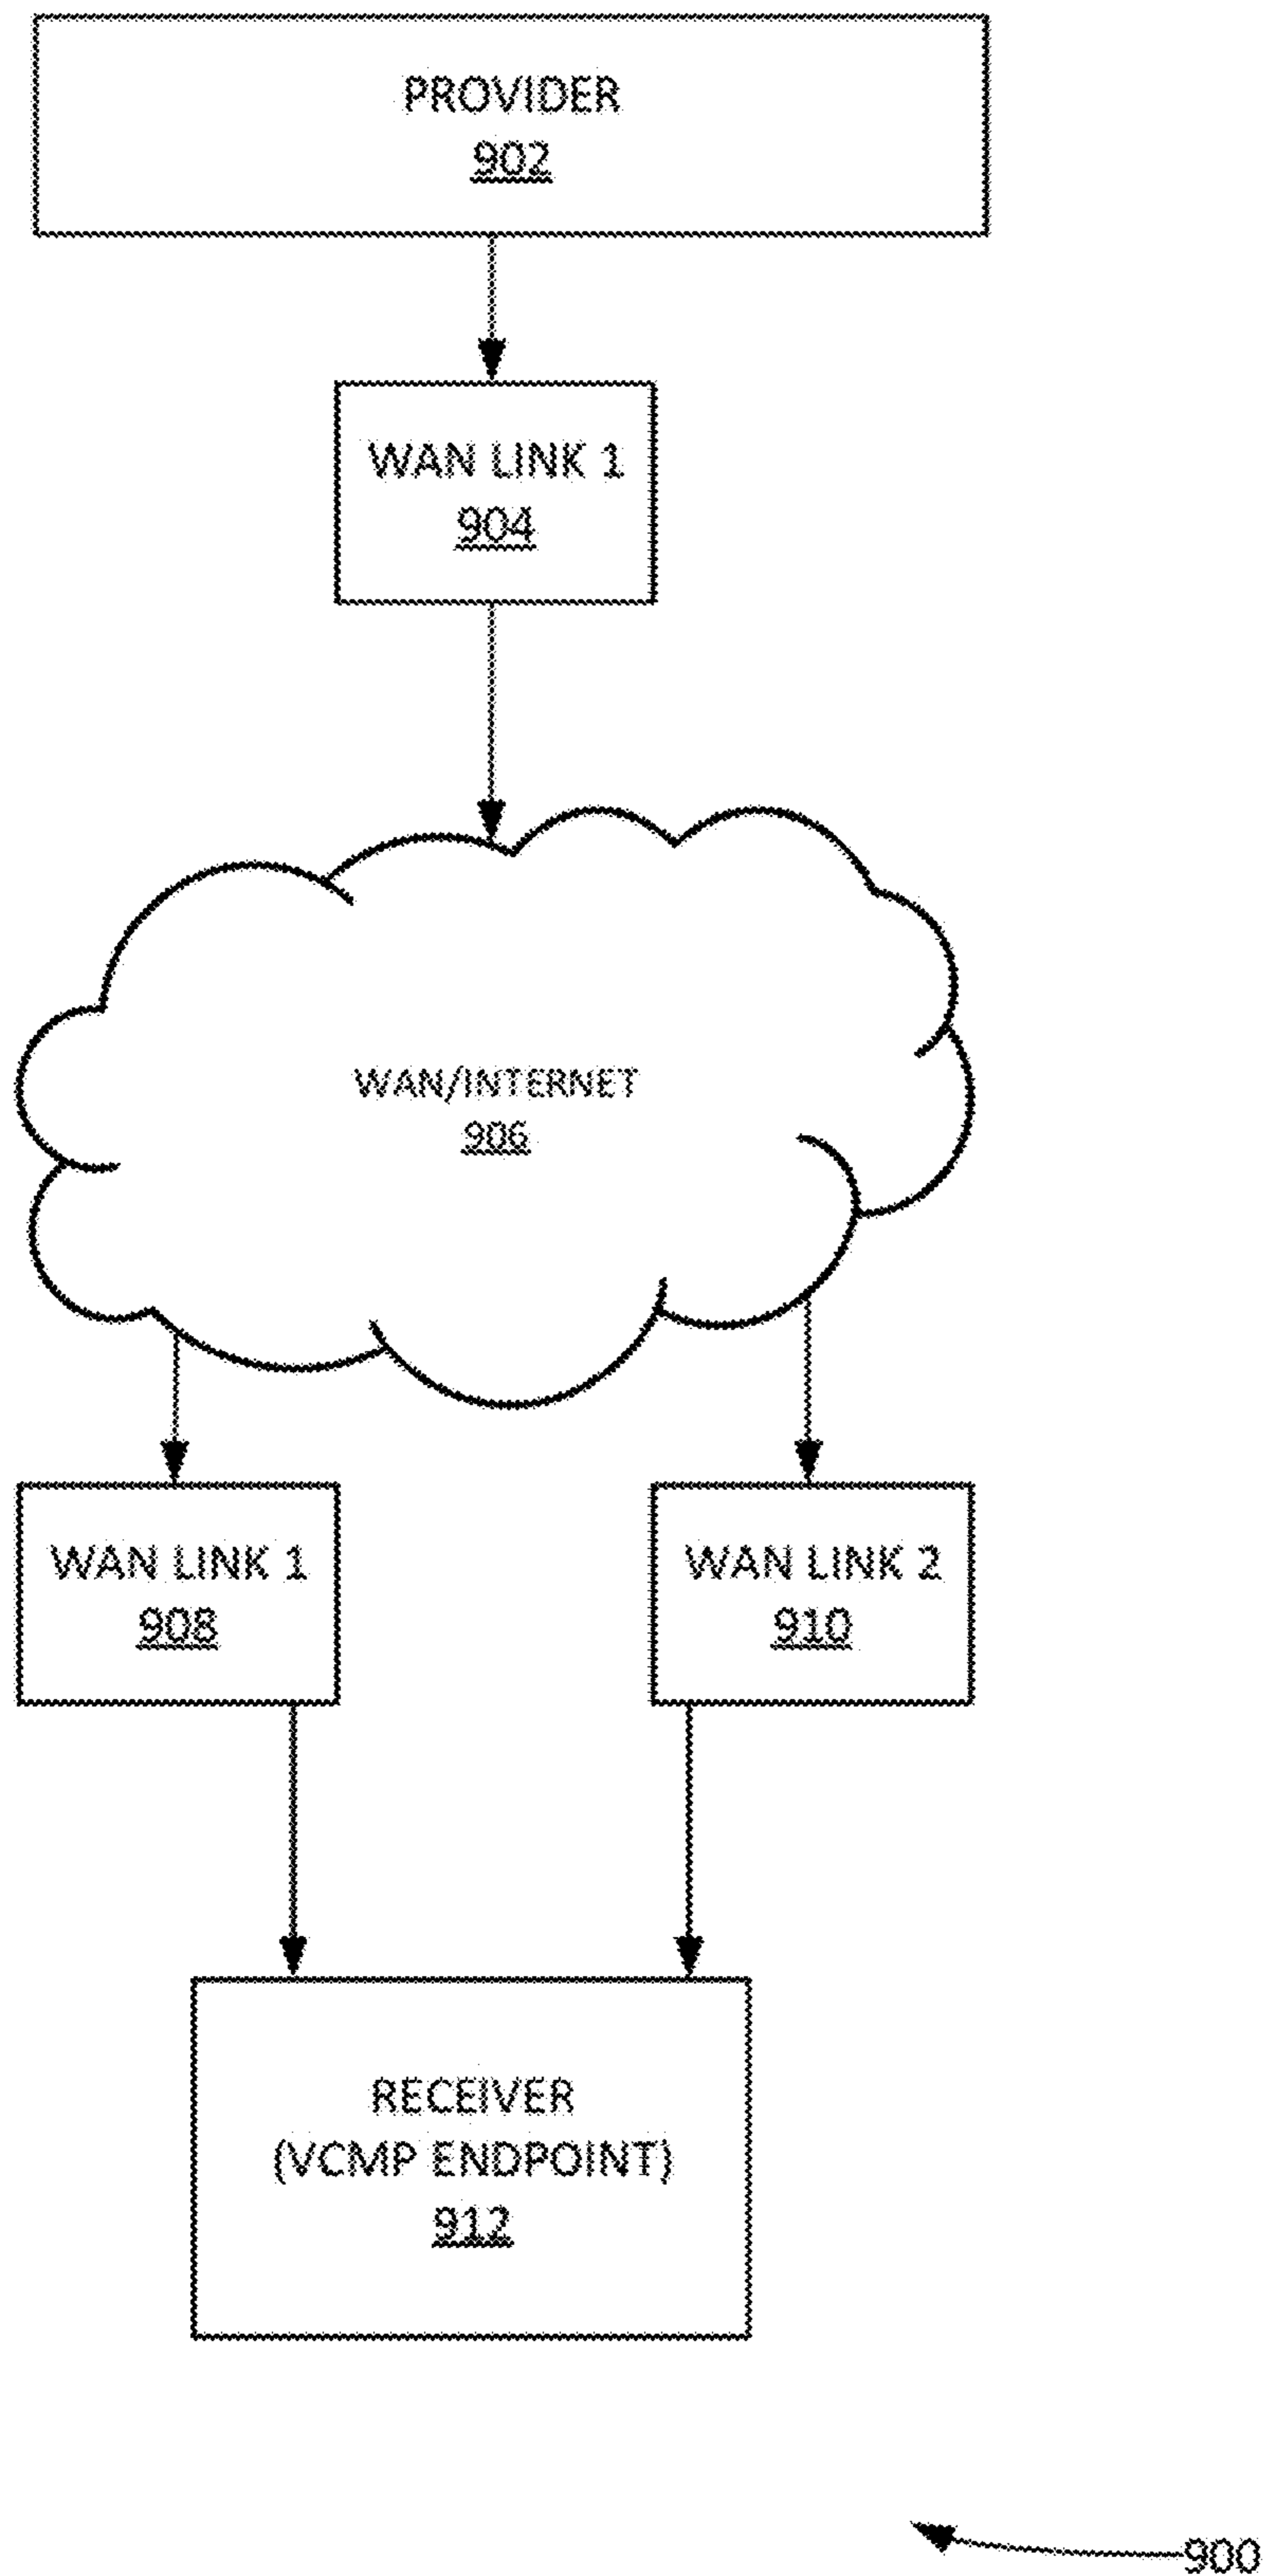 PROVIDER
902
WAN LINK 1
904
WAN/INTERNET
906
WAN LINK 1
908
WAN LINK 2
910
RECEIVER
(VCMP ENDPOINT)
912
900